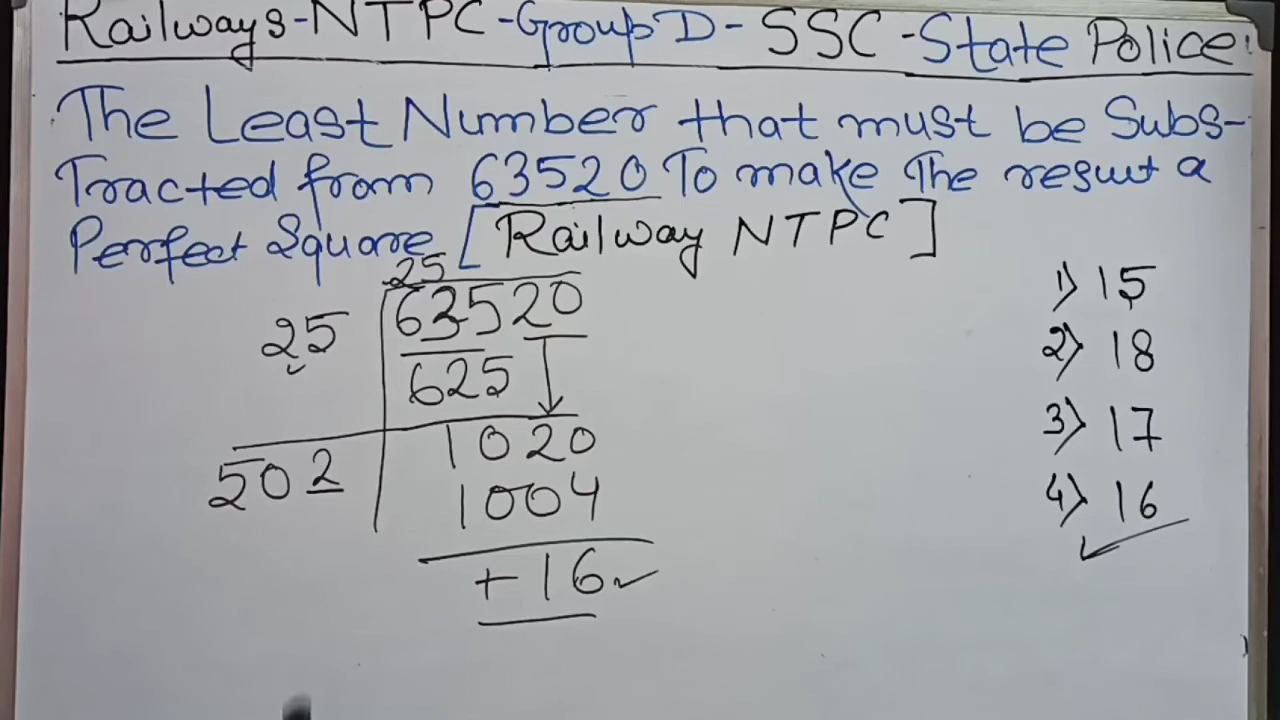 Railways-NTPC-Group D-SSC-State Police:
The Least Number that must be Subs-
Tracted from 63520 To make The result a
Perfect Square [Railway NTPC]
25
25 63520
625
1020
502 1004
+16
1) 15
2) 18
3) 17
4) 16